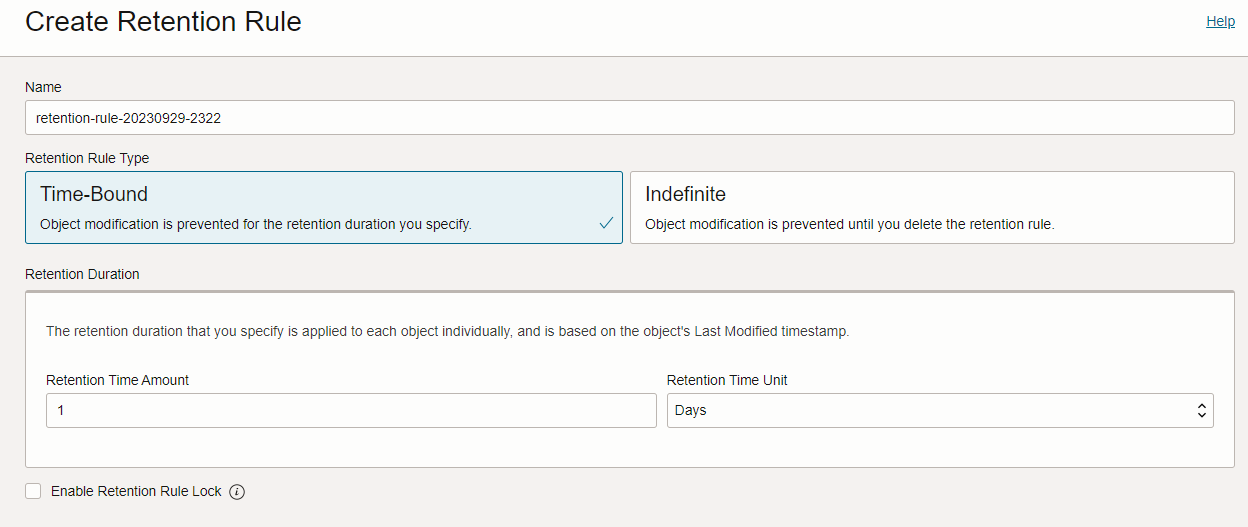 Create Retention Rule
Help
Name
retention-rule-20230929-2322
Retention Rule Type
Time-Bound
Object modification is prevented for the retention duration you specify.
Indefinite
Object modification is prevented until you delete the retention rule.
Retention Duration
The retention duration that you specify is applied to each object individually, and is based on the object's Last Modified timestamp.
Retention Time Amount
Retention Time Unit
1
Days
Enable Retention Rule Lock